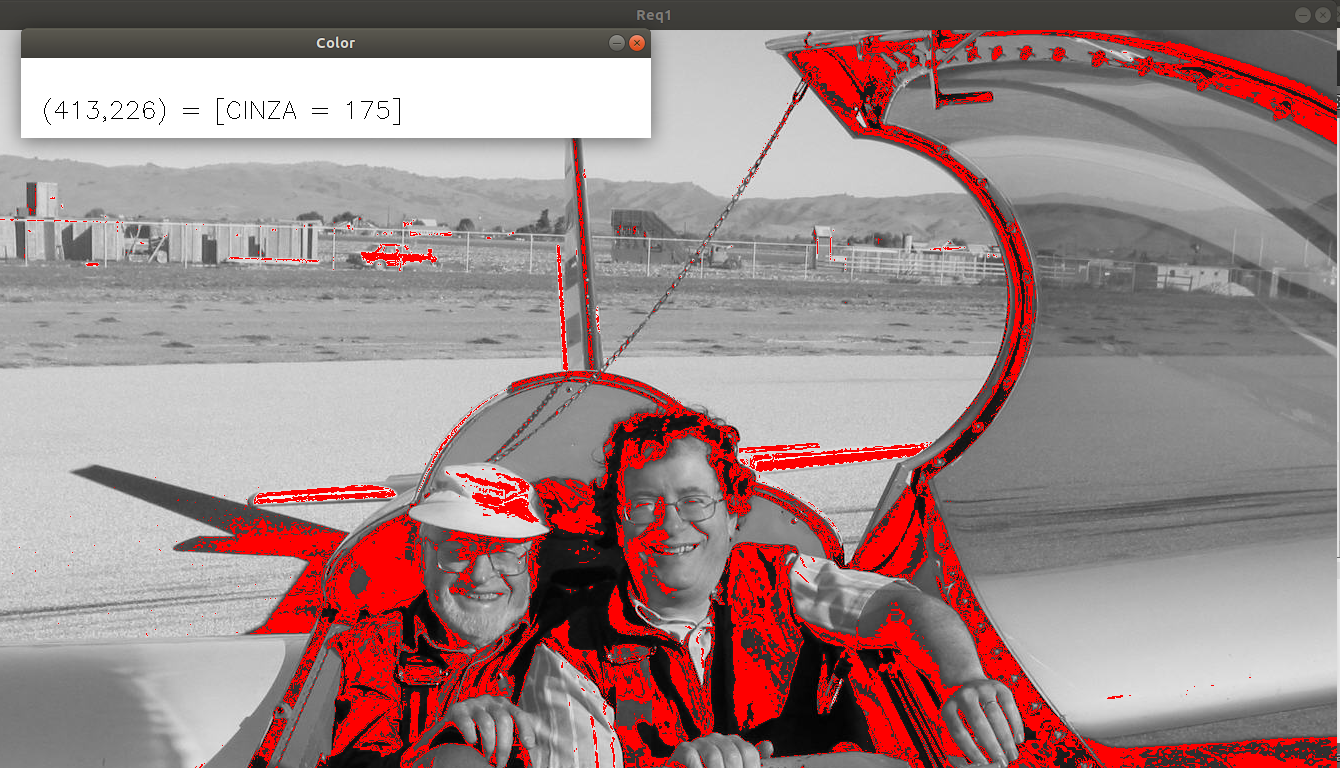 Req1
Color
(413,226) = [CINZA = 175]